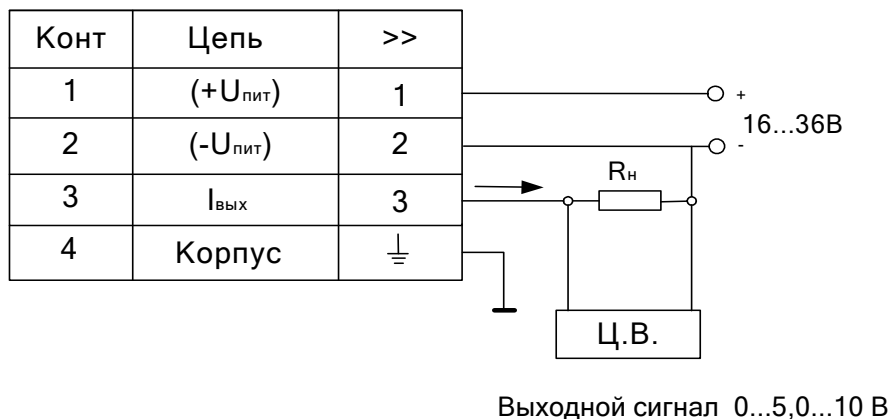 Конт Цепь >>
1 (+Uпит) 1
2 (-Uпит) 2
3 Iвых 3
4 Корпус
+
16...36В
-
Rн
Ц.В.
Выходной сигнал 0...5,0...10 В